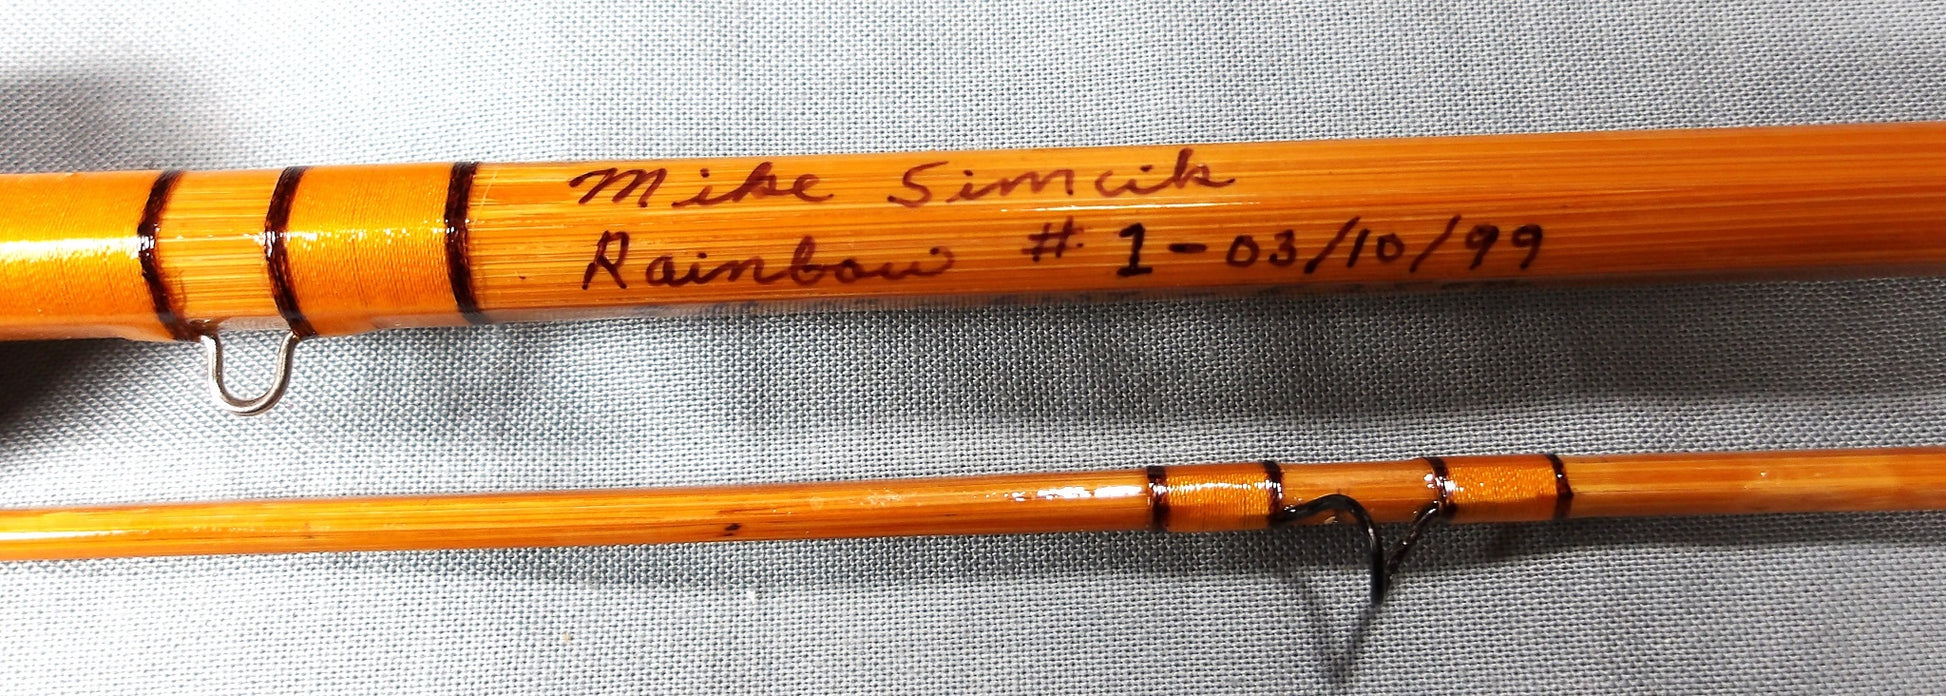 Mike Simcik
Rainbow # 1-03/10/99